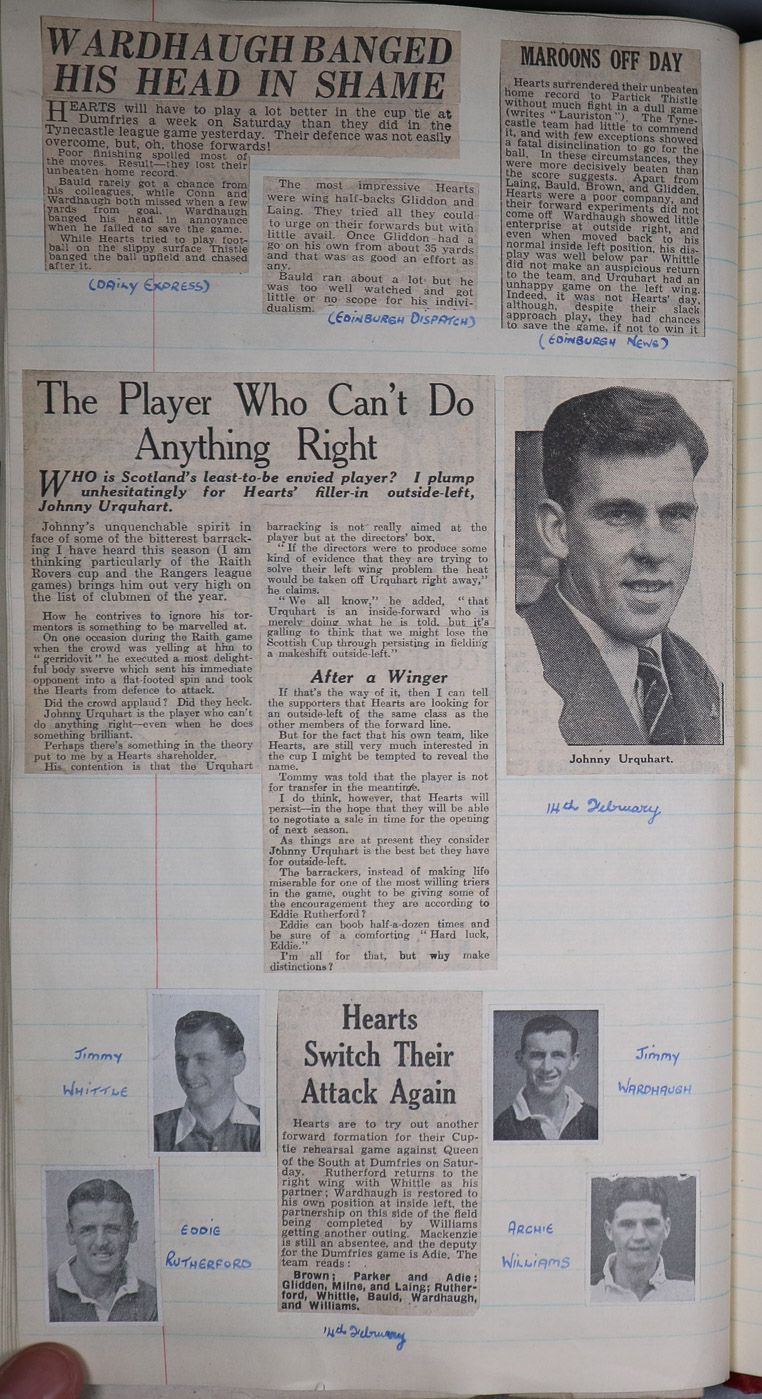 WARDHAUGH BANGED
HIS HEAD IN SHAME
HEARTS will have to play a lot better in the cup tie at
Dumfries a week on Saturday than they did in the
Tynecastle league game yesterday. Their defence was not easily
overcome, but, oh, those forwards!
Poor finishing spoiled most of
the moves. Result—they lost their
unbeaten home record.
Bauld rarely got a chance from
his colleagues, while Conn and
Wardhaugh both missed a few
yards from goal. Wardhaugh
banged his head in annoyance
when he failed to save the game.
While Hearts tried to play foot-
ball on the slippy surface Thistle
banged the ball upfield and chased
after it.
(DAILY EXPRESS)
The most impressive Hearts
were wing half-backs Gliddon and
Laing. They tried all they could
to urge on their forwards but with
little avail. Once Gliddon had a
go on his own from about 35 yards
and that was as good an effort as
any.
Bauld ran about a lot but he
was too well watched and got
little or no scope for his indivi-
dualism.
(EDINBURGH DISPATCH)
MAROONS OFF DAY
Hearts surrendered their unbeaten
home record to Partick Thistle
without much fight in a dull game
(writes "Lauriston"). The Tyne-
castle team had little to commend
it, and with few exceptions showed
a fatal disinclination to go for the
ball. In these circumstances, they
were more decisively beaten than
the score suggests. Apart from
Laing, Bauld, Brown, and Glidden,
Hearts were a poor company, and
their forward experiments did not
come off Wardhaugh showed little
enterprise at outside right, and
even when moved back to his
normal inside left position, his dis-
play was well below par Whittle
did not make an auspicious return
to the team, and Urquhart had an
unhappy game on the left wing.
Indeed, it was not Hearts' day,
although, despite their slack
approach play, they had chances
to save the game, if not to win it
(EDINBURGH NEWS)
The Player Who Can't Do
Anything Right
WHO is Scotland's least-to-be envied player? I plump
unhesitatingly for Hearts' filler-in outside-left,
Johnny Urquhart.
Johnny's unquenchable spirit in
face of some of the bitterest barrack-
ing I have heard this season (I am
thinking particularly of the Raith
Rovers cup and the Rangers league
games) brings him out very high on
the list of clubmen of the year.
How he contrives to ignore his tor-
mentors is something to be marvelled at.
On one occasion during the Raith game
when the crowd was yelling at him to
"gerridovit" he executed a most delight-
ful body swerve which sent his immediate
opponent into a flat-footed spin and took
the Hearts from defence to attack.
Did the crowd applaud? Did they heck.
Johnny Urquhart is the player who can't
do anything right—even when he does
something brilliant.
Perhaps there's something in the theory
put to me by a Hearts shareholder.
His contention is that the Urquhart
barracking is not really aimed at the
player but at the directors' box.
"If the directors were to produce some
kind of evidence that they are trying to
solve their left wing problem the heat
would be taken off Urquhart right away,"
he claims.
"We all know," he added, "that
Urquhart is an inside-forward who is
merely doing what he is told, but it's
galling to think that we might lose the
Scottish Cup through persisting in fielding
a makeshift outside-left."
After a Winger
If that's the way of it, then I can tell
the supporters that Hearts are looking for
an outside-left of the same class as the
other members of the forward line.
But for the fact that his own team, like
Hearts, are still very much interested in
the cup I might be tempted to reveal the
name.
Tommy was told that the player is not
for transfer in the meantime.
I do think, however, that Hearts will
persist—in the hope that they will be able
to negotiate a sale in time for the opening
of next season.
As things are at present they consider
Johnny Urquhart is the best bet they have
for outside-left.
The barrackers, instead of making life
miserable for one of the most willing triers
in the game, ought to be giving some of
the encouragement they are according to
Eddie Rutherford?
Eddie can boob half-a-dozen times and
be sure of a comforting "Hard luck,
Eddie."
I'm all for that, but why make
distinctions?
Johnny Urquhart.
14th February
Jimmy
WHITTLE
EDDIE
RUTHERFORD
Hearts
Switch Their
Attack Again
Hearts are to try out another
forward formation for their Cup-
tie rehearsal game against Queen
of the South at Dumfries on Satur-
day. Rutherford returns to the
right wing with Whittle as his
partner; Wardhaugh is restored to
his own position at inside left, the
partnership on this side of the field
being completed by Williams
getting another outing. Mackenzie
is still an absentee, and the deputy
for the Dumfries game is Adie. The
team reads:
Brown; Parker and Adie;
Glidden, Milne, and Laing; Ruther-
ford, Whittle, Bauld, Wardhaugh,
and Williams.
14th February
Jimmy
WARDHAUGH
ARCHIE
WILLIAMS